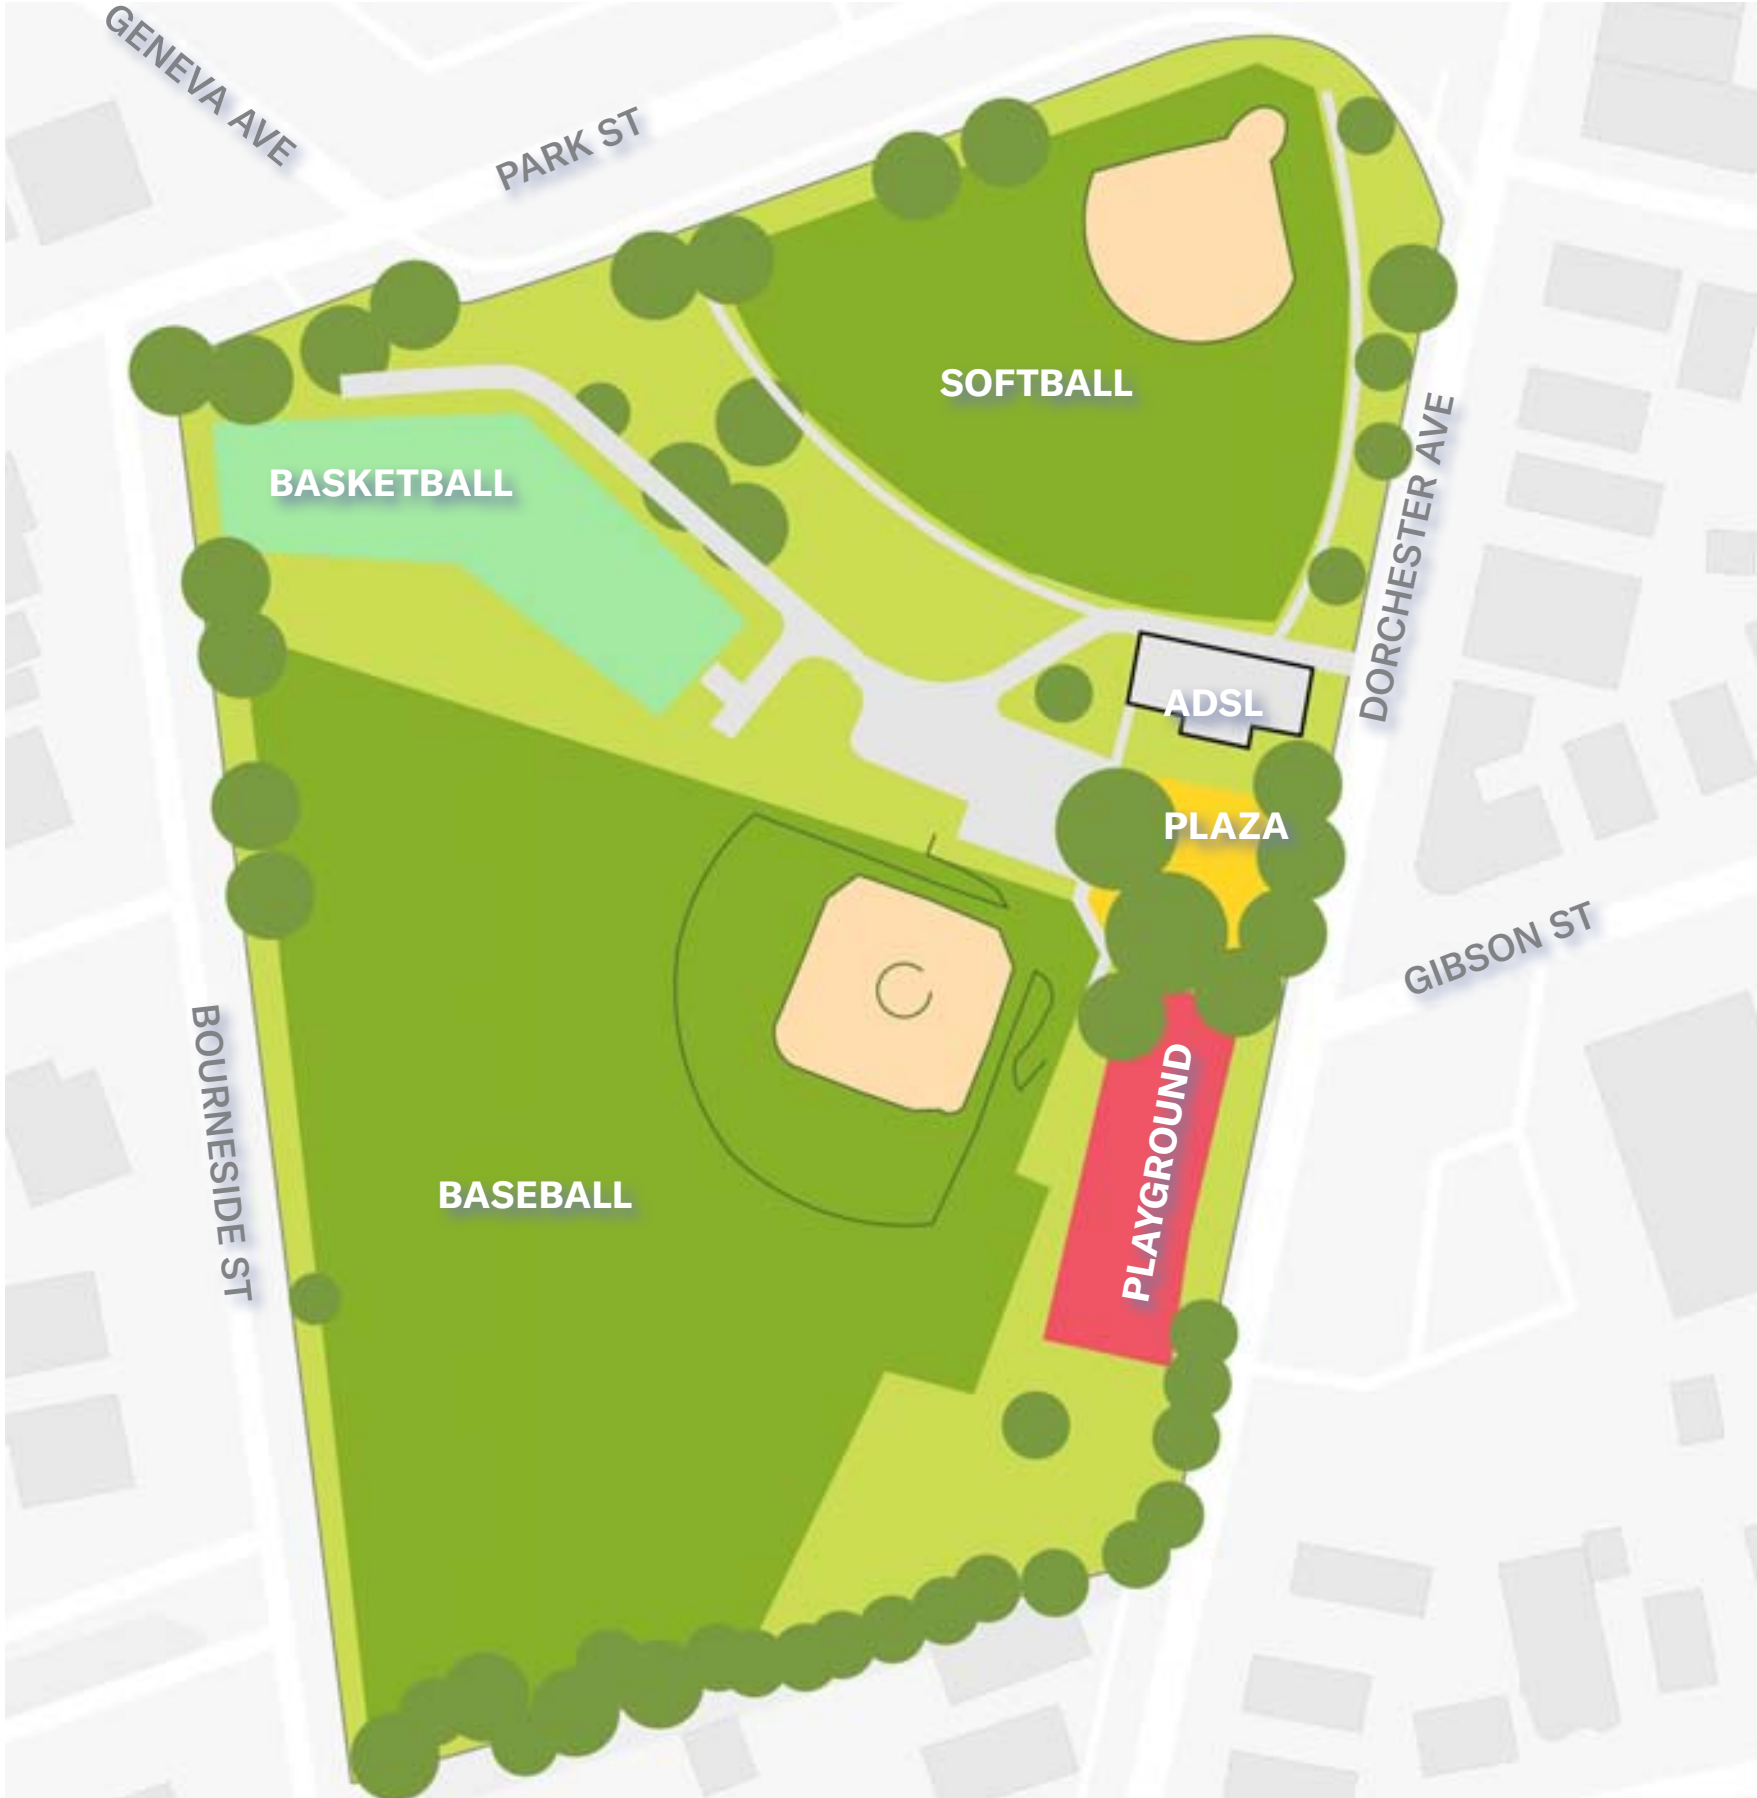 GENEVA AVE
PARK ST
SOFTBALL
BASKETBALL
DORCHESTER AVE
ADSL
PLAZA
GIBSON ST
BOURNESIDE ST
PLAYGROUND
BASEBALL